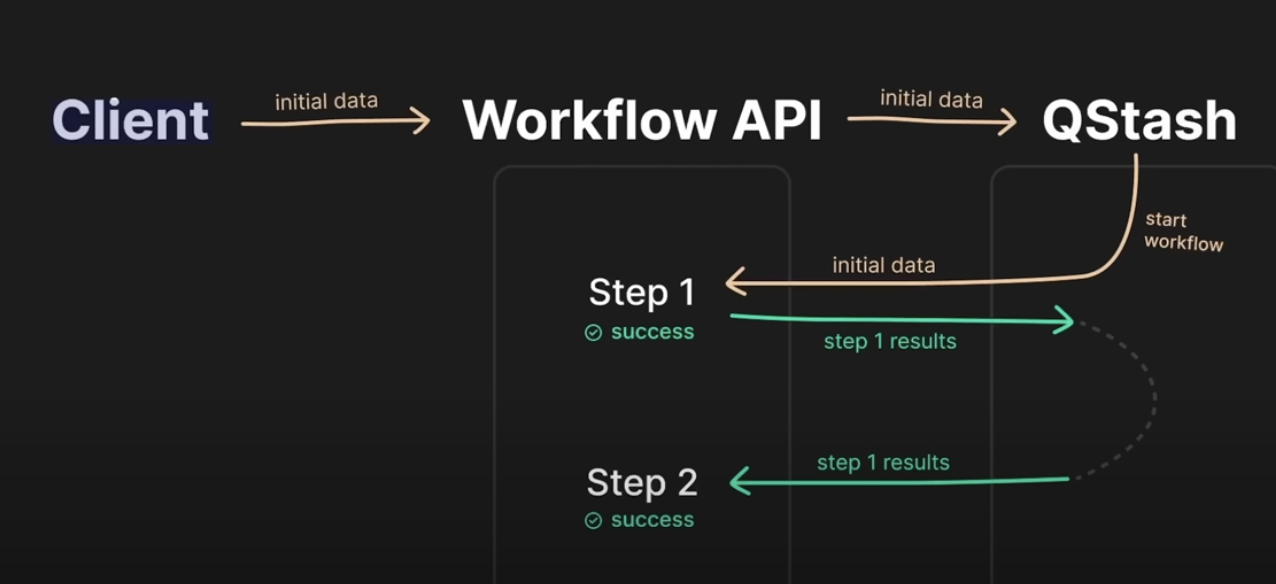 Client
initial data
Workflow API
initial data
QStash
start
workflow
initial data
Step 1
success
step 1 results
step 1 results
Step 2
success